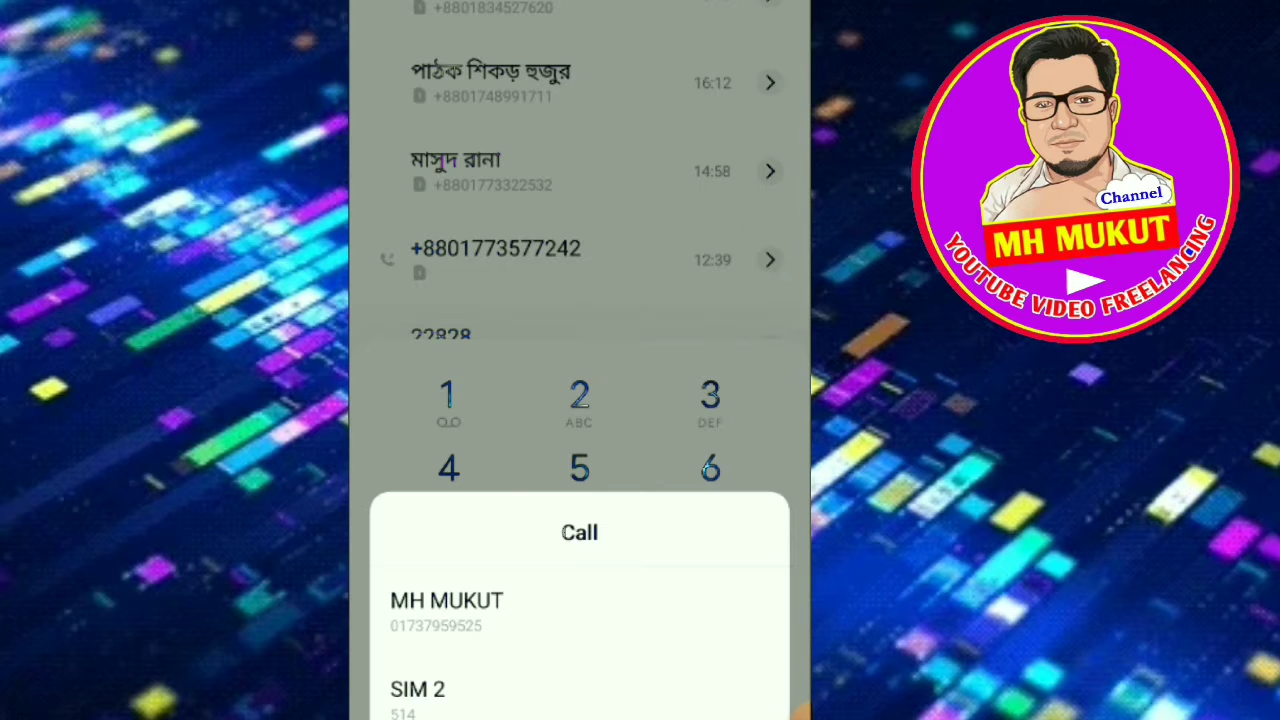 +8801834527620
পাঠক শিকড় হুজুর
+8801748991711
16:12
মাসুদ রানা
+8801773322532
14:58
+8801773577242
12:39
22828
1
2
ABC
3
DEF
4
5
6
Call
MH MUKUT
01737959525
SIM 2
514
Channel
MH MUKUT
YOUTUBE VIDEO FREELANCING